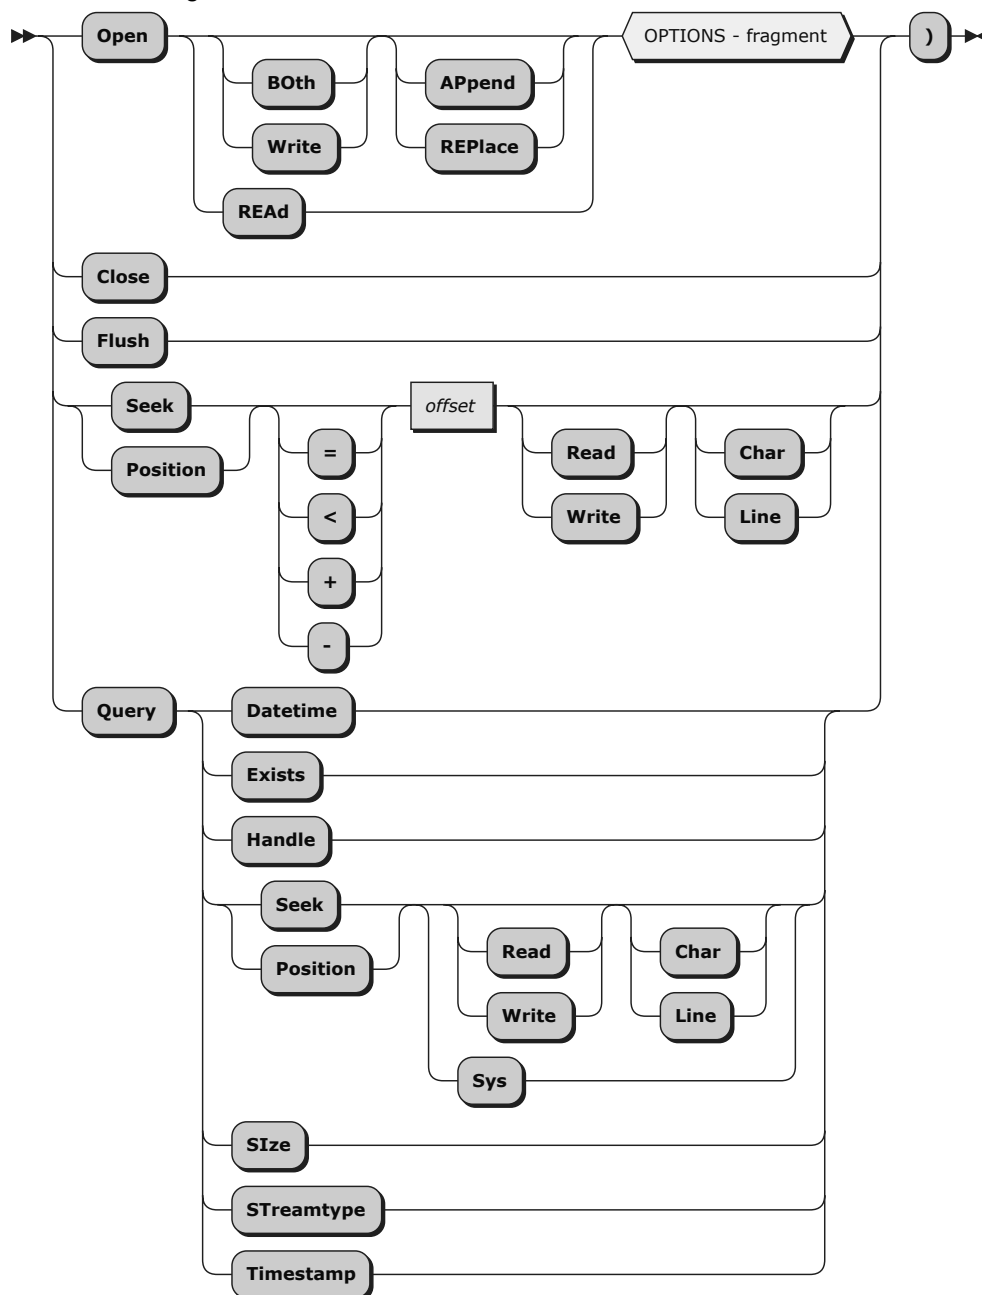 Open
OPTIONS - fragment
)
BOth
APpend
Write
REPlace
REAd
Close
Flush
Seek
offset
Position
=
Read
Char
<
Write
Line
+
-
Query
Datetime
Exists
Handle
Seek
Position
Read
Char
Write
Line
Sys
SIze
STreamtype
Timestamp